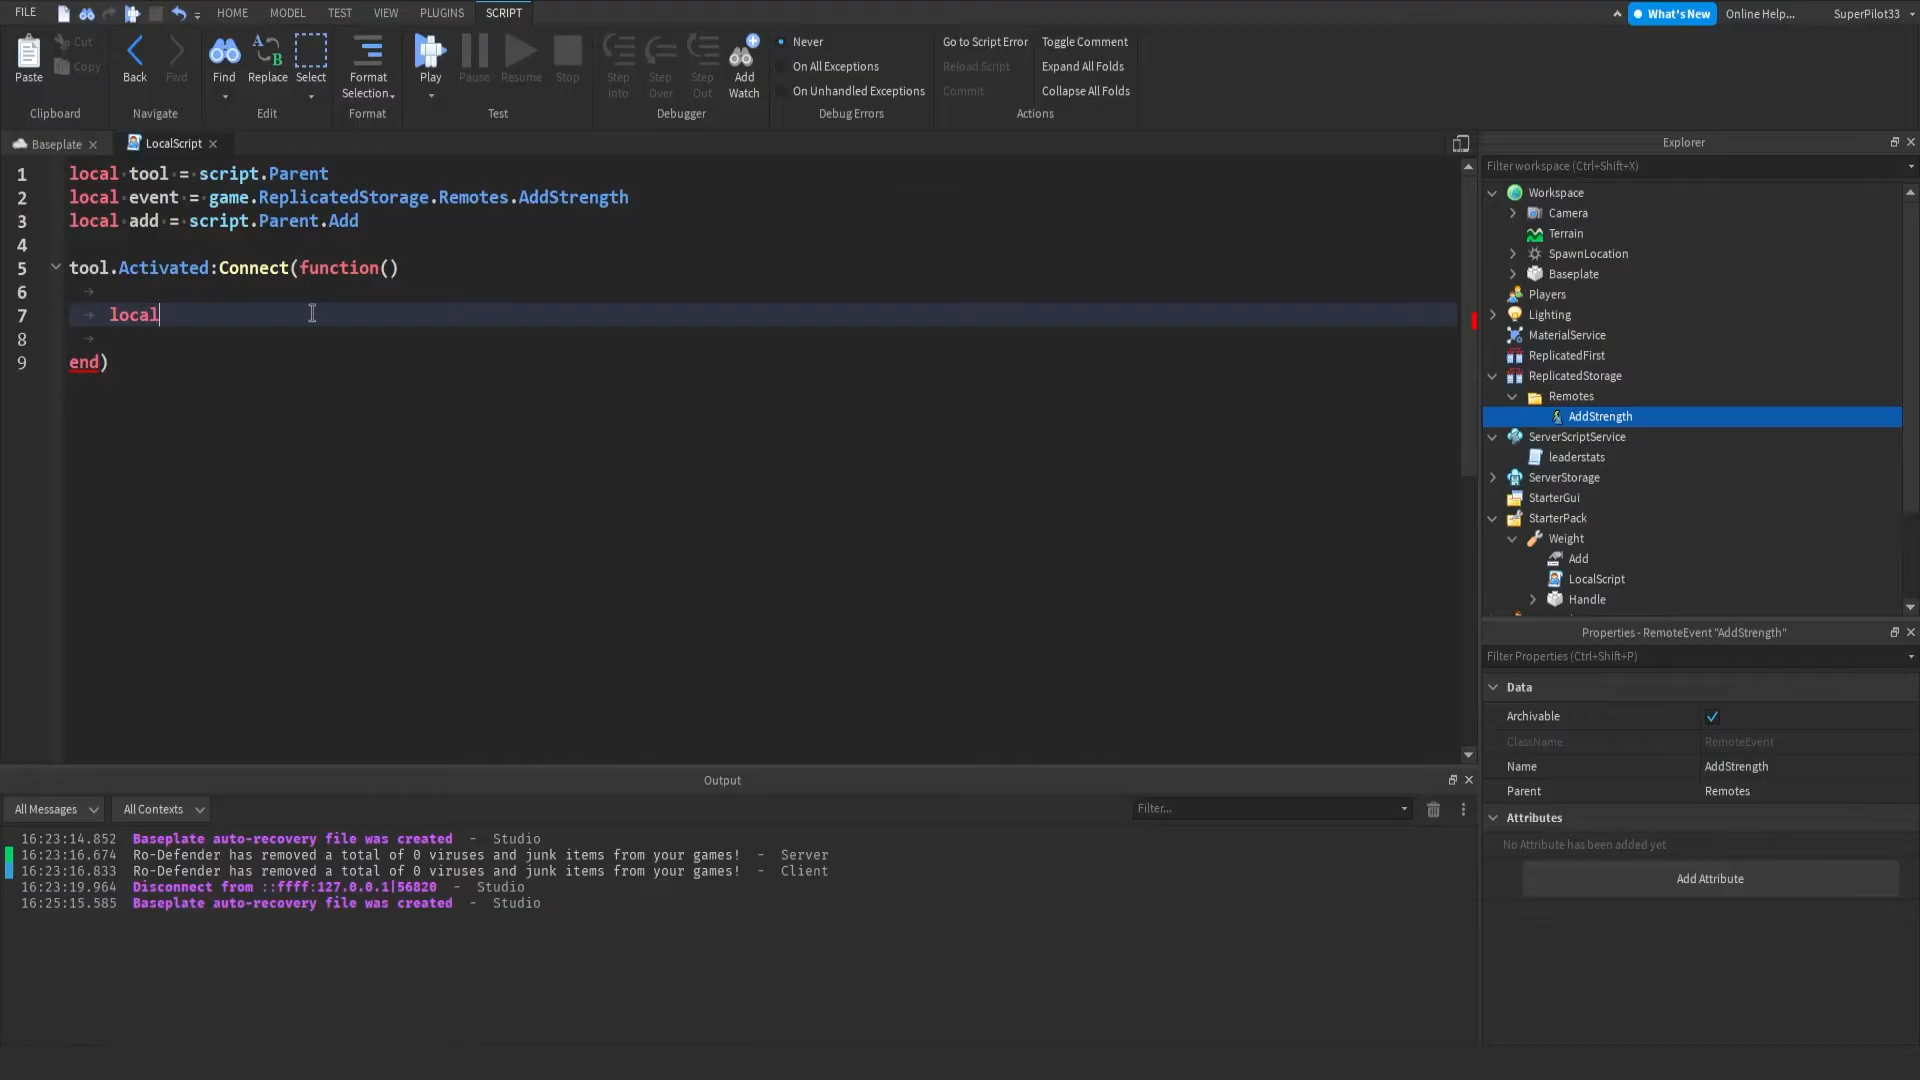 FILE HOME MODEL TEST VIEW PLUGINS SCRIPT What's New Online Help... SuperPilot33
Paste Cut Copy
Clipboard
Back Fwd
Navigate
Find Replace Select
Edit
Format Selection
Format
Play Pause Resume Stop
Test
Step Into Step Over Step Out Add Watch
Debugger
Never
On All Exceptions
On Unhandled Exceptions
Debug Errors
Go to Script Error Toggle Comment
Reload Script Expand All Folds
Commit Collapse All Folds
Actions
Baseplate LocalScript
1 local tool = script.Parent
2 local event = game.ReplicatedStorage.Remotes.AddStrength
3 local add = script.Parent.Add
4
5 tool.Activated:Connect(function()
6
7 local
8
9 end)
Explorer
Filter workspace (Ctrl+Shift+X)
Workspace
Camera
Terrain
SpawnLocation
Baseplate
Players
Lighting
MaterialService
ReplicatedFirst
ReplicatedStorage
Remotes
AddStrength
ServerScriptService
leaderstats
ServerStorage
StarterGui
StarterPack
Weight
Add
LocalScript
Handle
Properties - RemoteEvent "AddStrength"
Filter Properties (Ctrl+Shift+P)
Data
Archivable
ClassName RemoteEvent
Name AddStrength
Parent Remotes
Attributes
No Attribute has been added yet
Add Attribute
Output
All Messages All Contexts Filter...
16:23:14.852 Baseplate auto-recovery file was created - Studio
16:23:16.674 Ro-Defender has removed a total of 0 viruses and junk items from your games! - Server
16:23:16.833 Ro-Defender has removed a total of 0 viruses and junk items from your games! - Client
16:23:19.964 Disconnect from ::ffff:127.0.0.1|56820 - Studio
16:25:15.585 Baseplate auto-recovery file was created - Studio